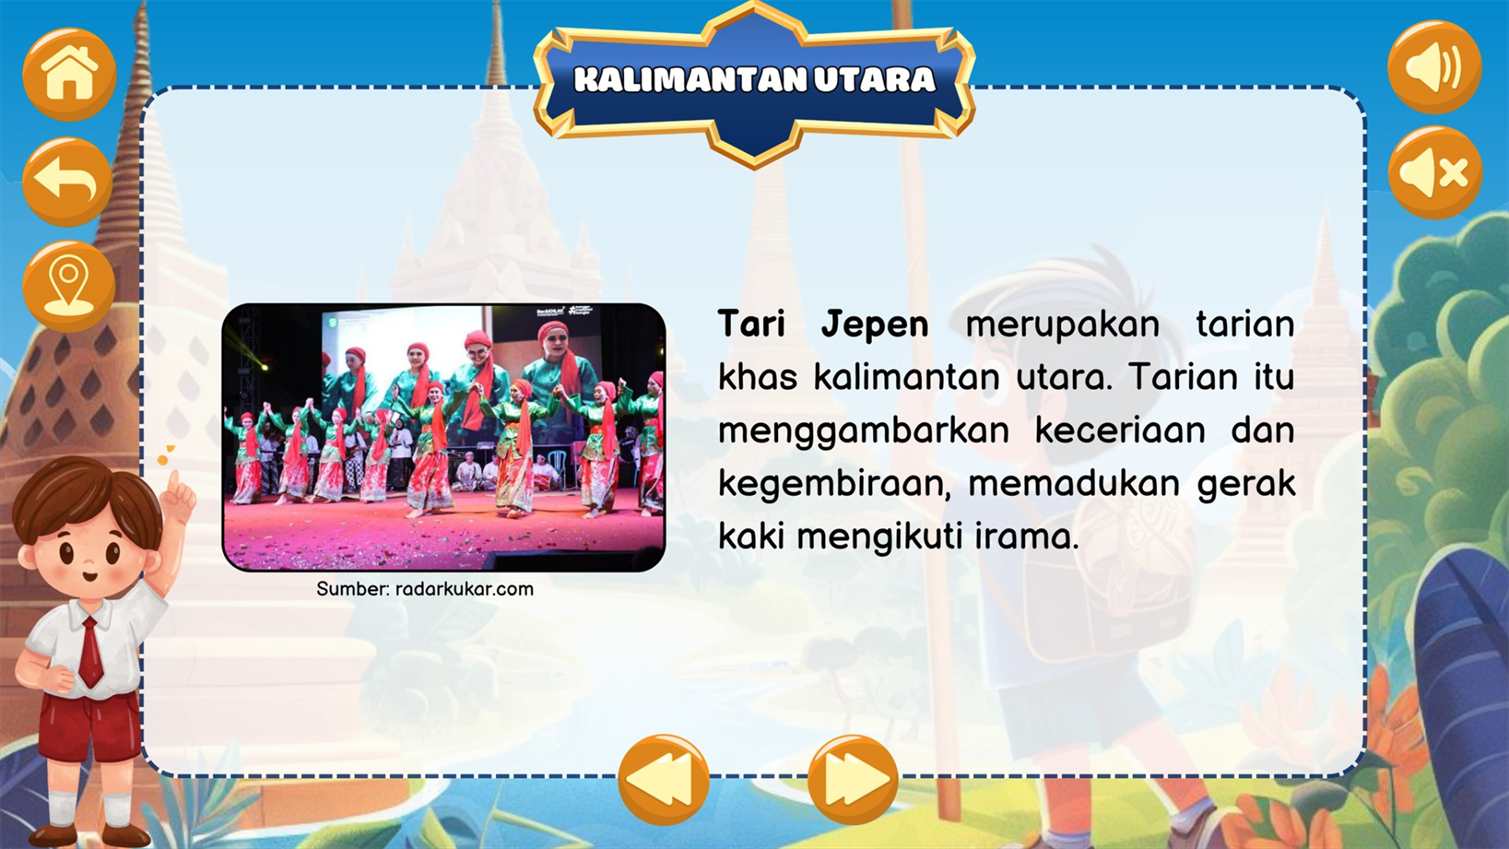 KALIMANTAN UTARA
Tari Jepen merupakan tarian
khas kalimantan utara. Tarian itu
menggambarkan keceriaan dan
kegembiraan, memadukan gerak
kaki mengikuti irama.
Sumber: radarkukar.com